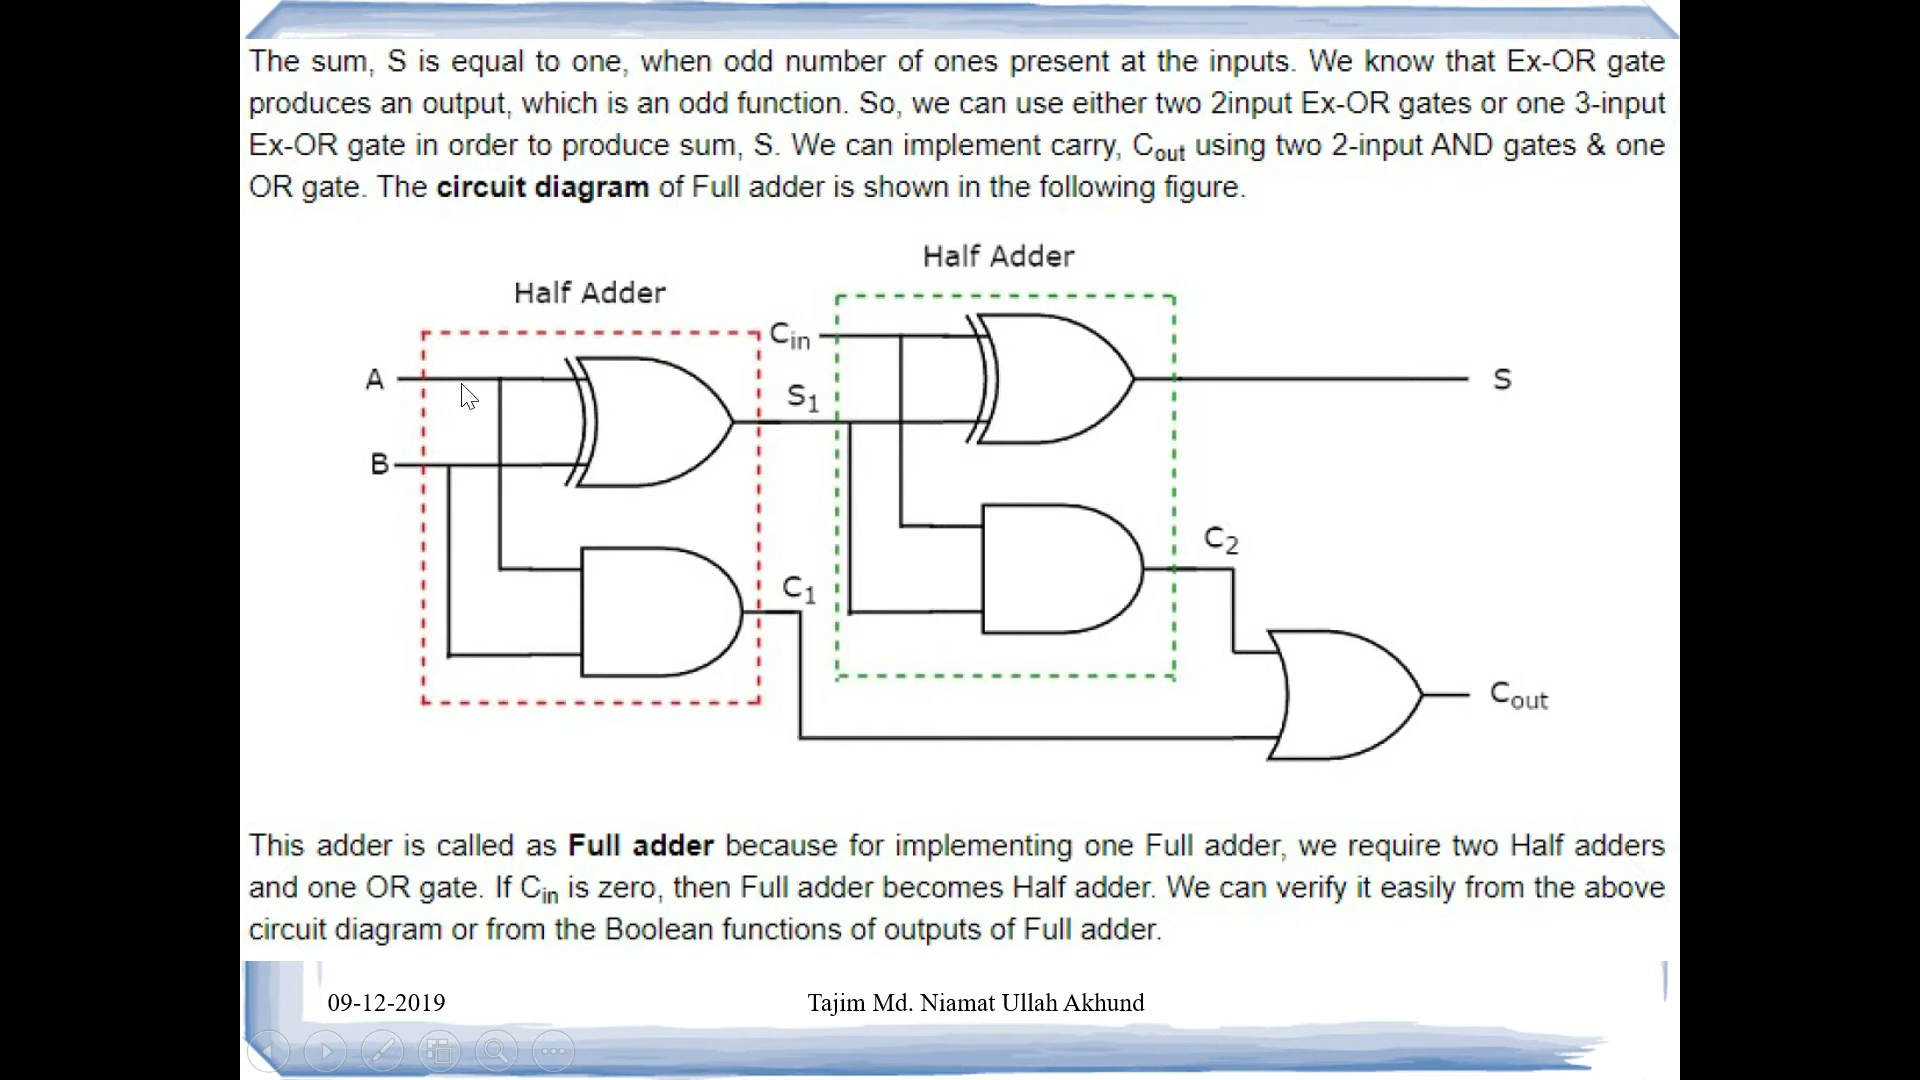 The sum, S is equal to one, when odd number of ones present at the inputs. We know that Ex-OR gate
produces an output, which is an odd function. So, we can use either two 2input Ex-OR gates or one 3-input
Ex-OR gate in order to produce sum, S. We can implement carry, Cout using two 2-input AND gates & one
OR gate. The circuit diagram of Full adder is shown in the following figure.
Half Adder
Half Adder
Cin
A
S1
S
B
C2
C1
Cout
This adder is called as Full adder because for implementing one Full adder, we require two Half adders
and one OR gate. If Cin is zero, then Full adder becomes Half adder. We can verify it easily from the above
circuit diagram or from the Boolean functions of outputs of Full adder.
09-12-2019
Tajim Md. Niamat Ullah Akhund